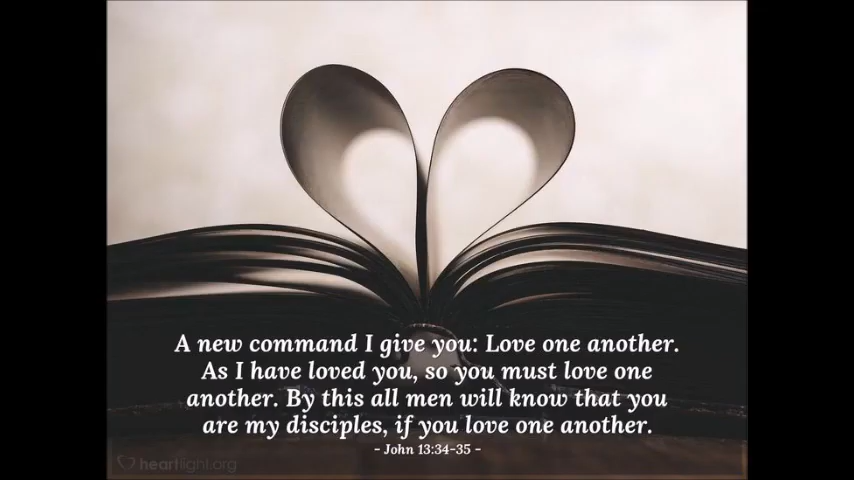 A new command I give you: Love one another.
As I have loved you, so you must love one
another. By this all men will know that you
are my disciples, if you love one another.
- John 13:34-35 -
heartlight.org